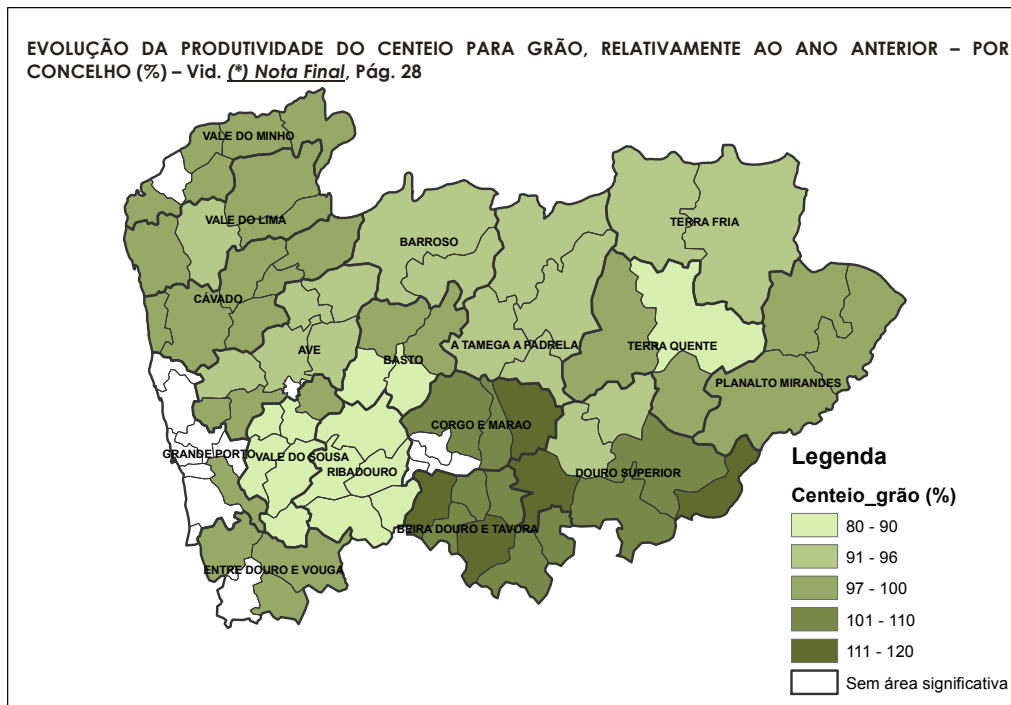 EVOLUÇÃO DA PRODUTIVIDADE DO CENTEIO PARA GRÃO, RELATIVAMENTE AO ANO ANTERIOR – POR
CONCELHO (%) – Vid. (*) Nota Final, Pág. 28
VALE DO MINHO
VALE DO LIMA
TERRA FRIA
BARROSO
CÁVADO
AVE
BASTO
A TAMEGA A PADRELA
TERRA QUENTE
PLANALTO MIRANDES
CORGO E MARAO
GRANDE PORTO
VALE DO SOUSA
RIBADOURO
DOURO SUPERIOR
BEIRA DOURO E TAVORA
ENTRE DOURO E VOUGA
Legenda
Centeio_grão (%)
80 - 90
91 - 96
97 - 100
101 - 110
111 - 120
Sem área significativa